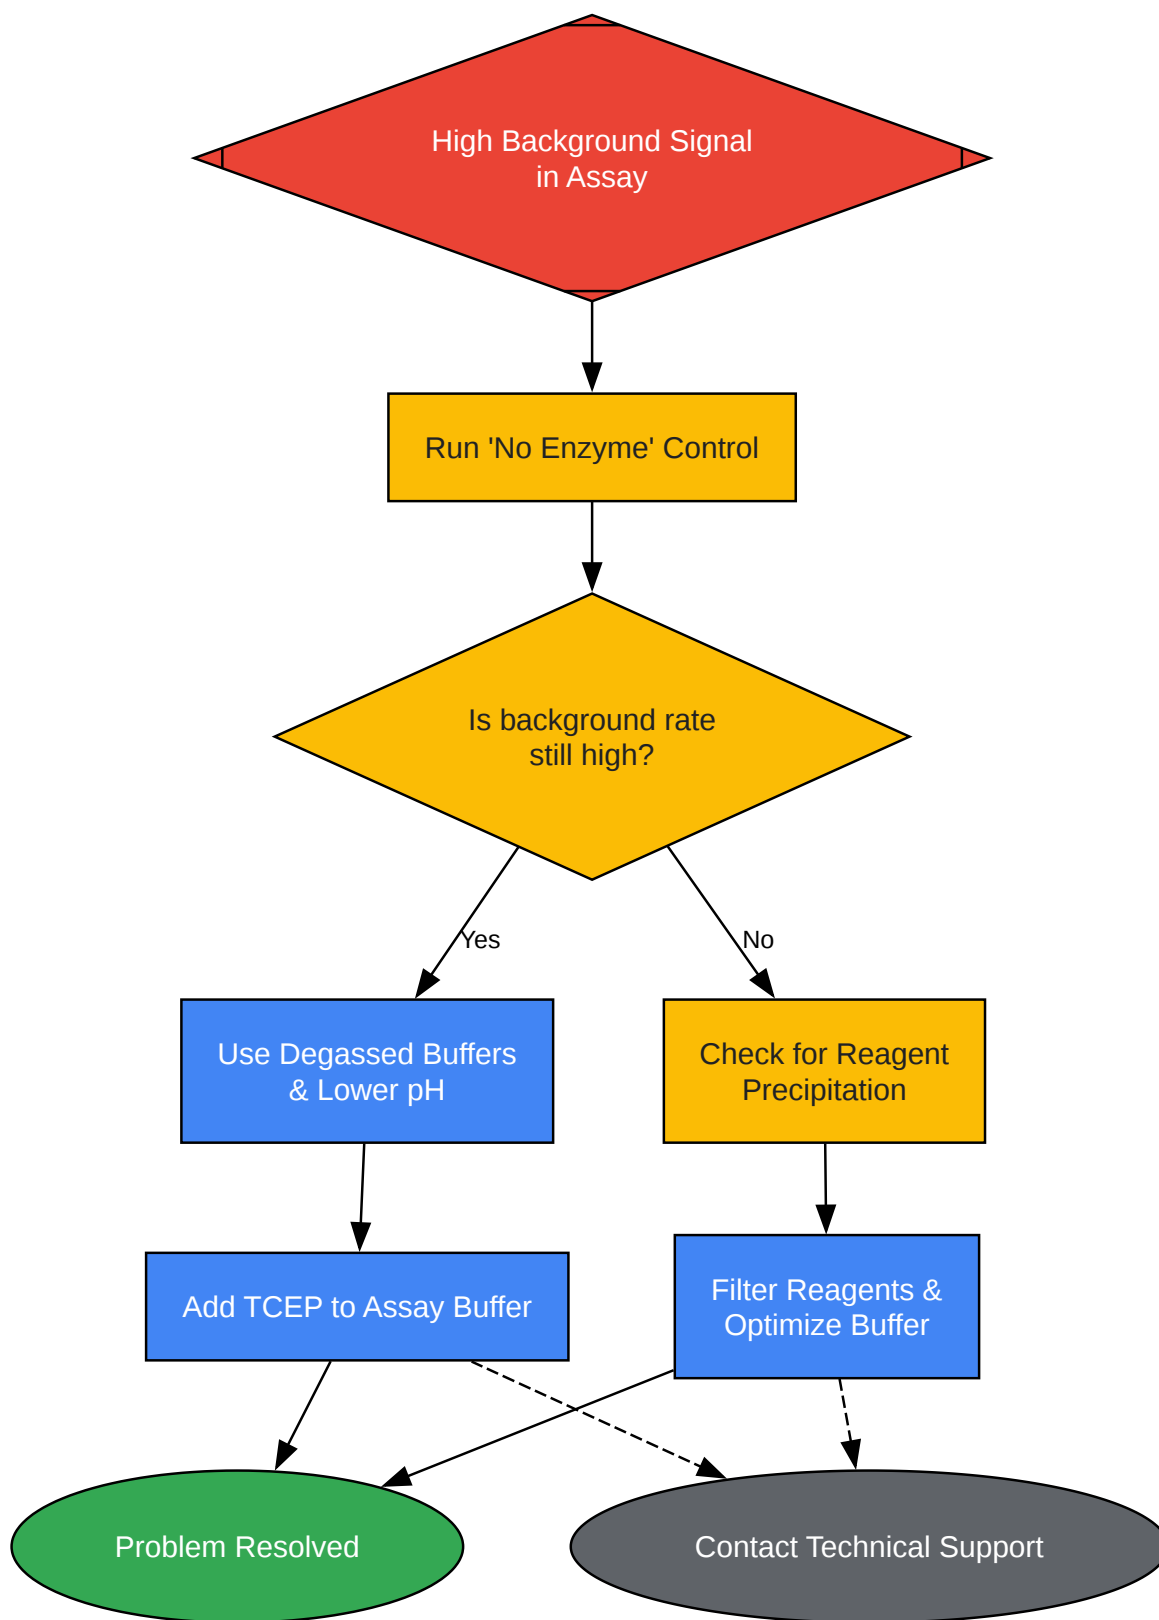 High Background Signal
in Assay
Run 'No Enzyme' Control
Is background rate
still high?
Yes
No
Use Degassed Buffers
& Lower pH
Check for Reagent
Precipitation
Add TCEP to Assay Buffer
Filter Reagents &
Optimize Buffer
Problem Resolved
Contact Technical Support